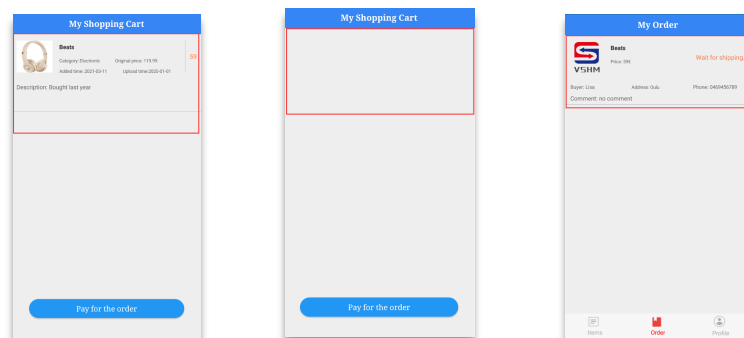 My Shopping Cart
Beats
Category: Electronic Original price: 119.99
59
Added time: 2021-03-11 Upload time:2020-01-01
Description: Bought last year
Pay for the order
My Shopping Cart
Pay for the order
My Order
VSHM
Beats
Price: 59€
Wait for shipping.
Buyer: Lisa Address: Oulu Phone: 0469456789
Comment: no comment
Items Order Profile